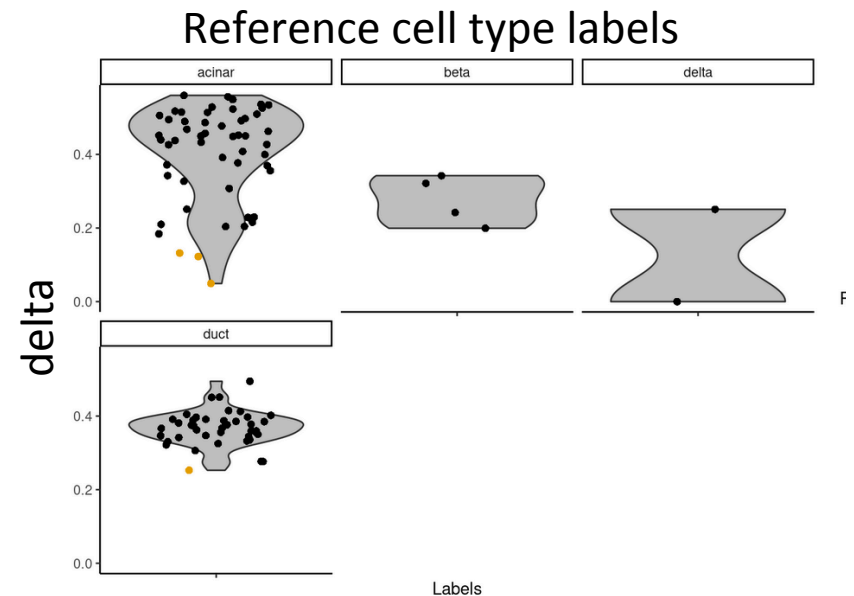 Reference cell type labels
acinar
beta
delta
0.4
0.2
0.0
delta
F
duct
0.4
0.2
0.0
Labels